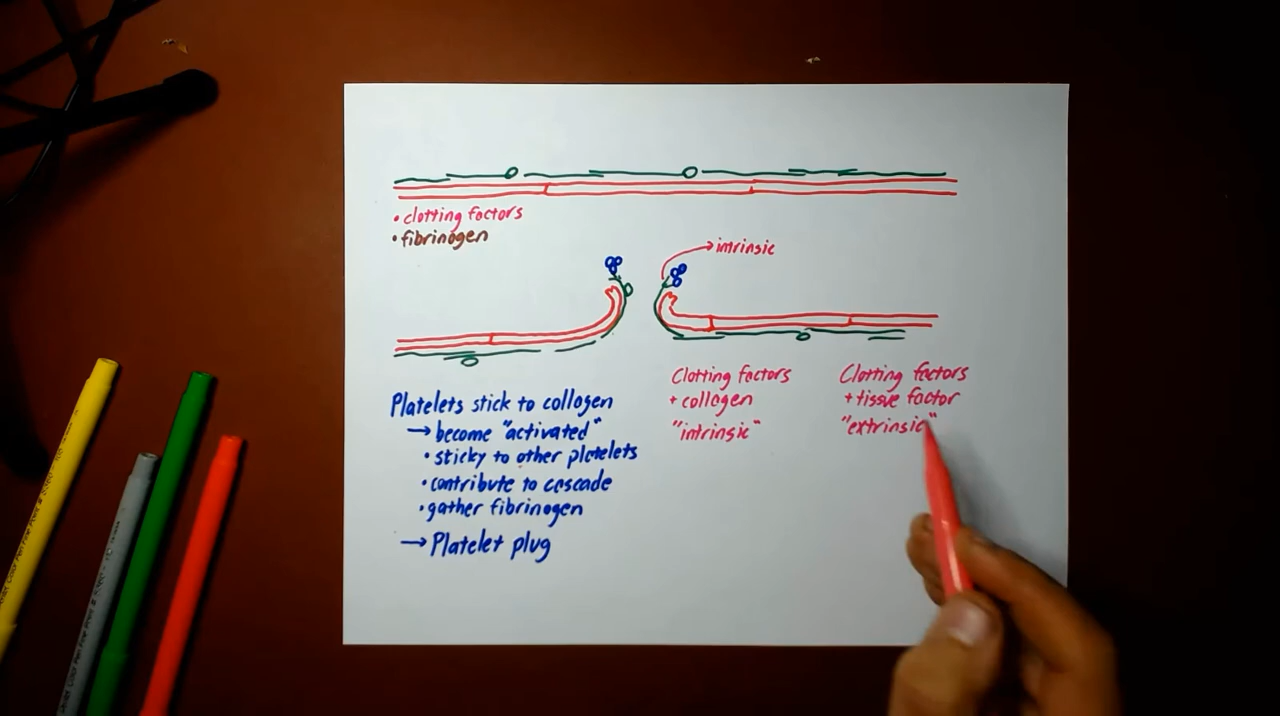 • clotting factors
• fibrinogen
intrinsic
Platelets stick to collagen
→ become "activated"
• sticky to other platelets
• contribute to cascade
• gather fibrinogen
→ Platelet plug
Clotting factors
+ collagen
"intrinsic"
Clotting factors
+ tissue factor
"extrinsic"